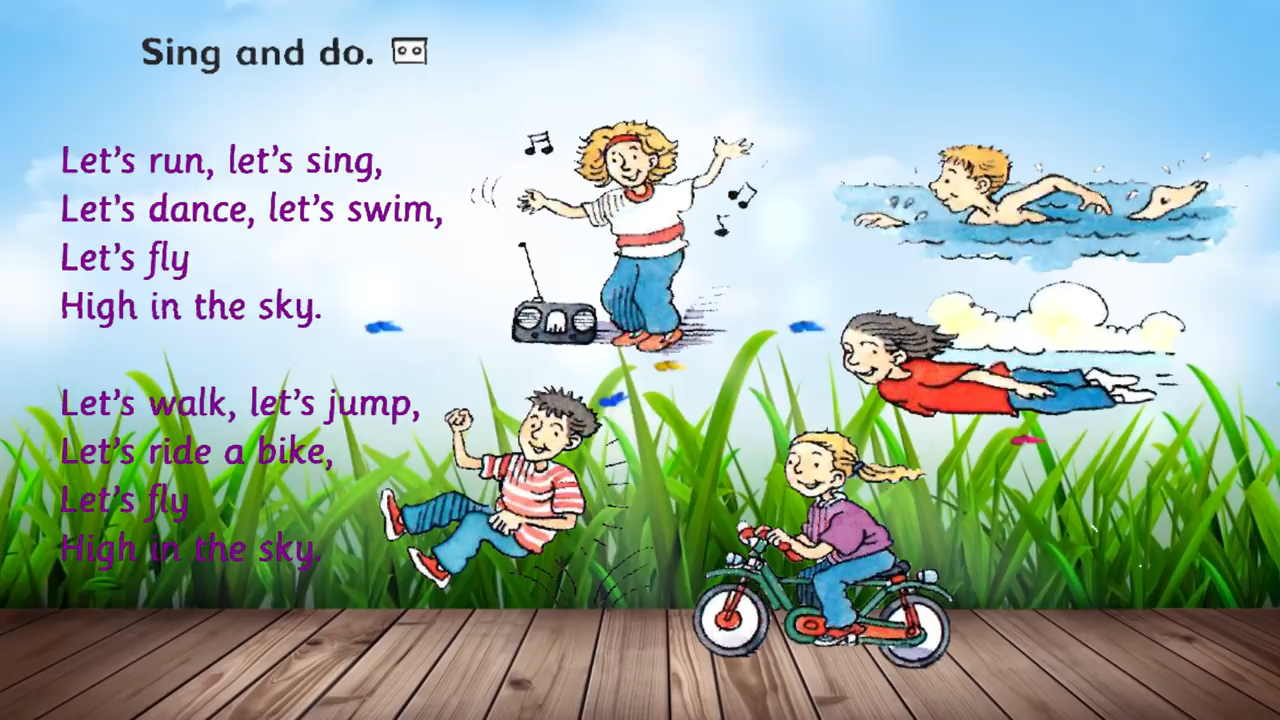 Sing and do.
Let's run, let's sing,
Let's dance, let's swim,
Let's fly
High in the sky.
Let's walk, let's jump,
Let's ride a bike,
Let's fly
High in the sky.